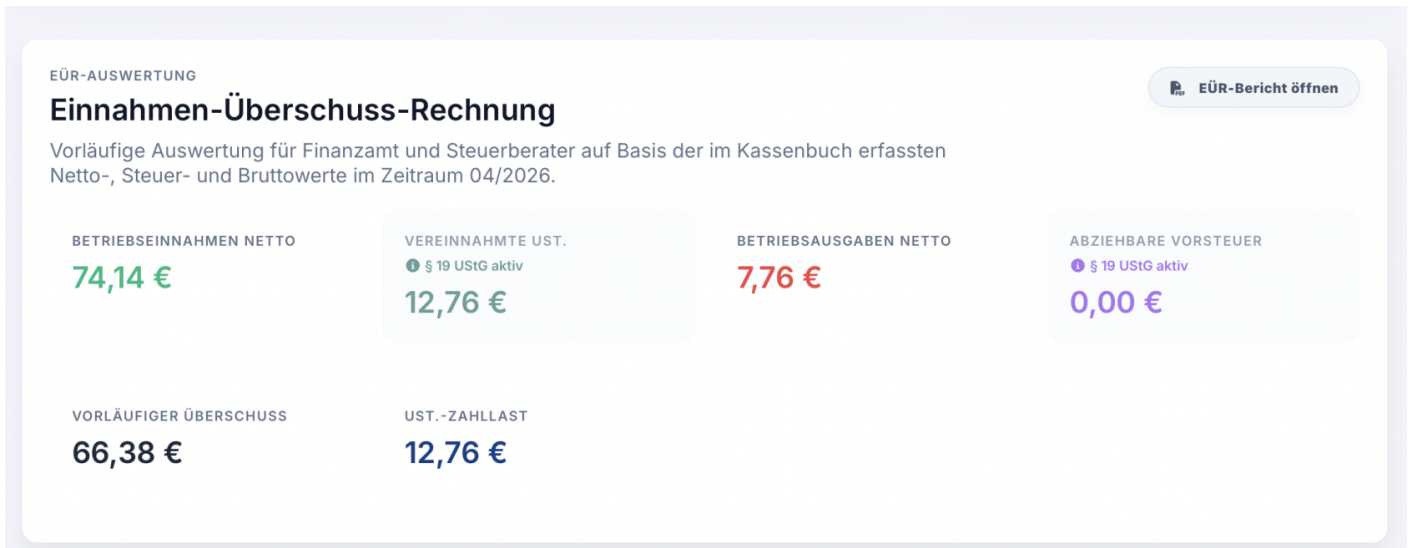 EÜR-AUSWERTUNG
Einnahmen-Überschuss-Rechnung
EÜR-Bericht öffnen
Vorläufige Auswertung für Finanzamt und Steuerberater auf Basis der im Kassenbuch erfassten
Netto-, Steuer- und Bruttowerte im Zeitraum 04/2026.
BETRIEBSEINNAHMEN NETTO
74,14 €
VEREINNAHMTE UST.
§ 19 UStG aktiv
12,76 €
BETRIEBSAUSGABEN NETTO
7,76 €
ABZIEHBARE VORSTEUER
§ 19 UStG aktiv
0,00 €
VORLÄUFIGER ÜBERSCHUSS
66,38 €
UST.-ZAHLLAST
12,76 €